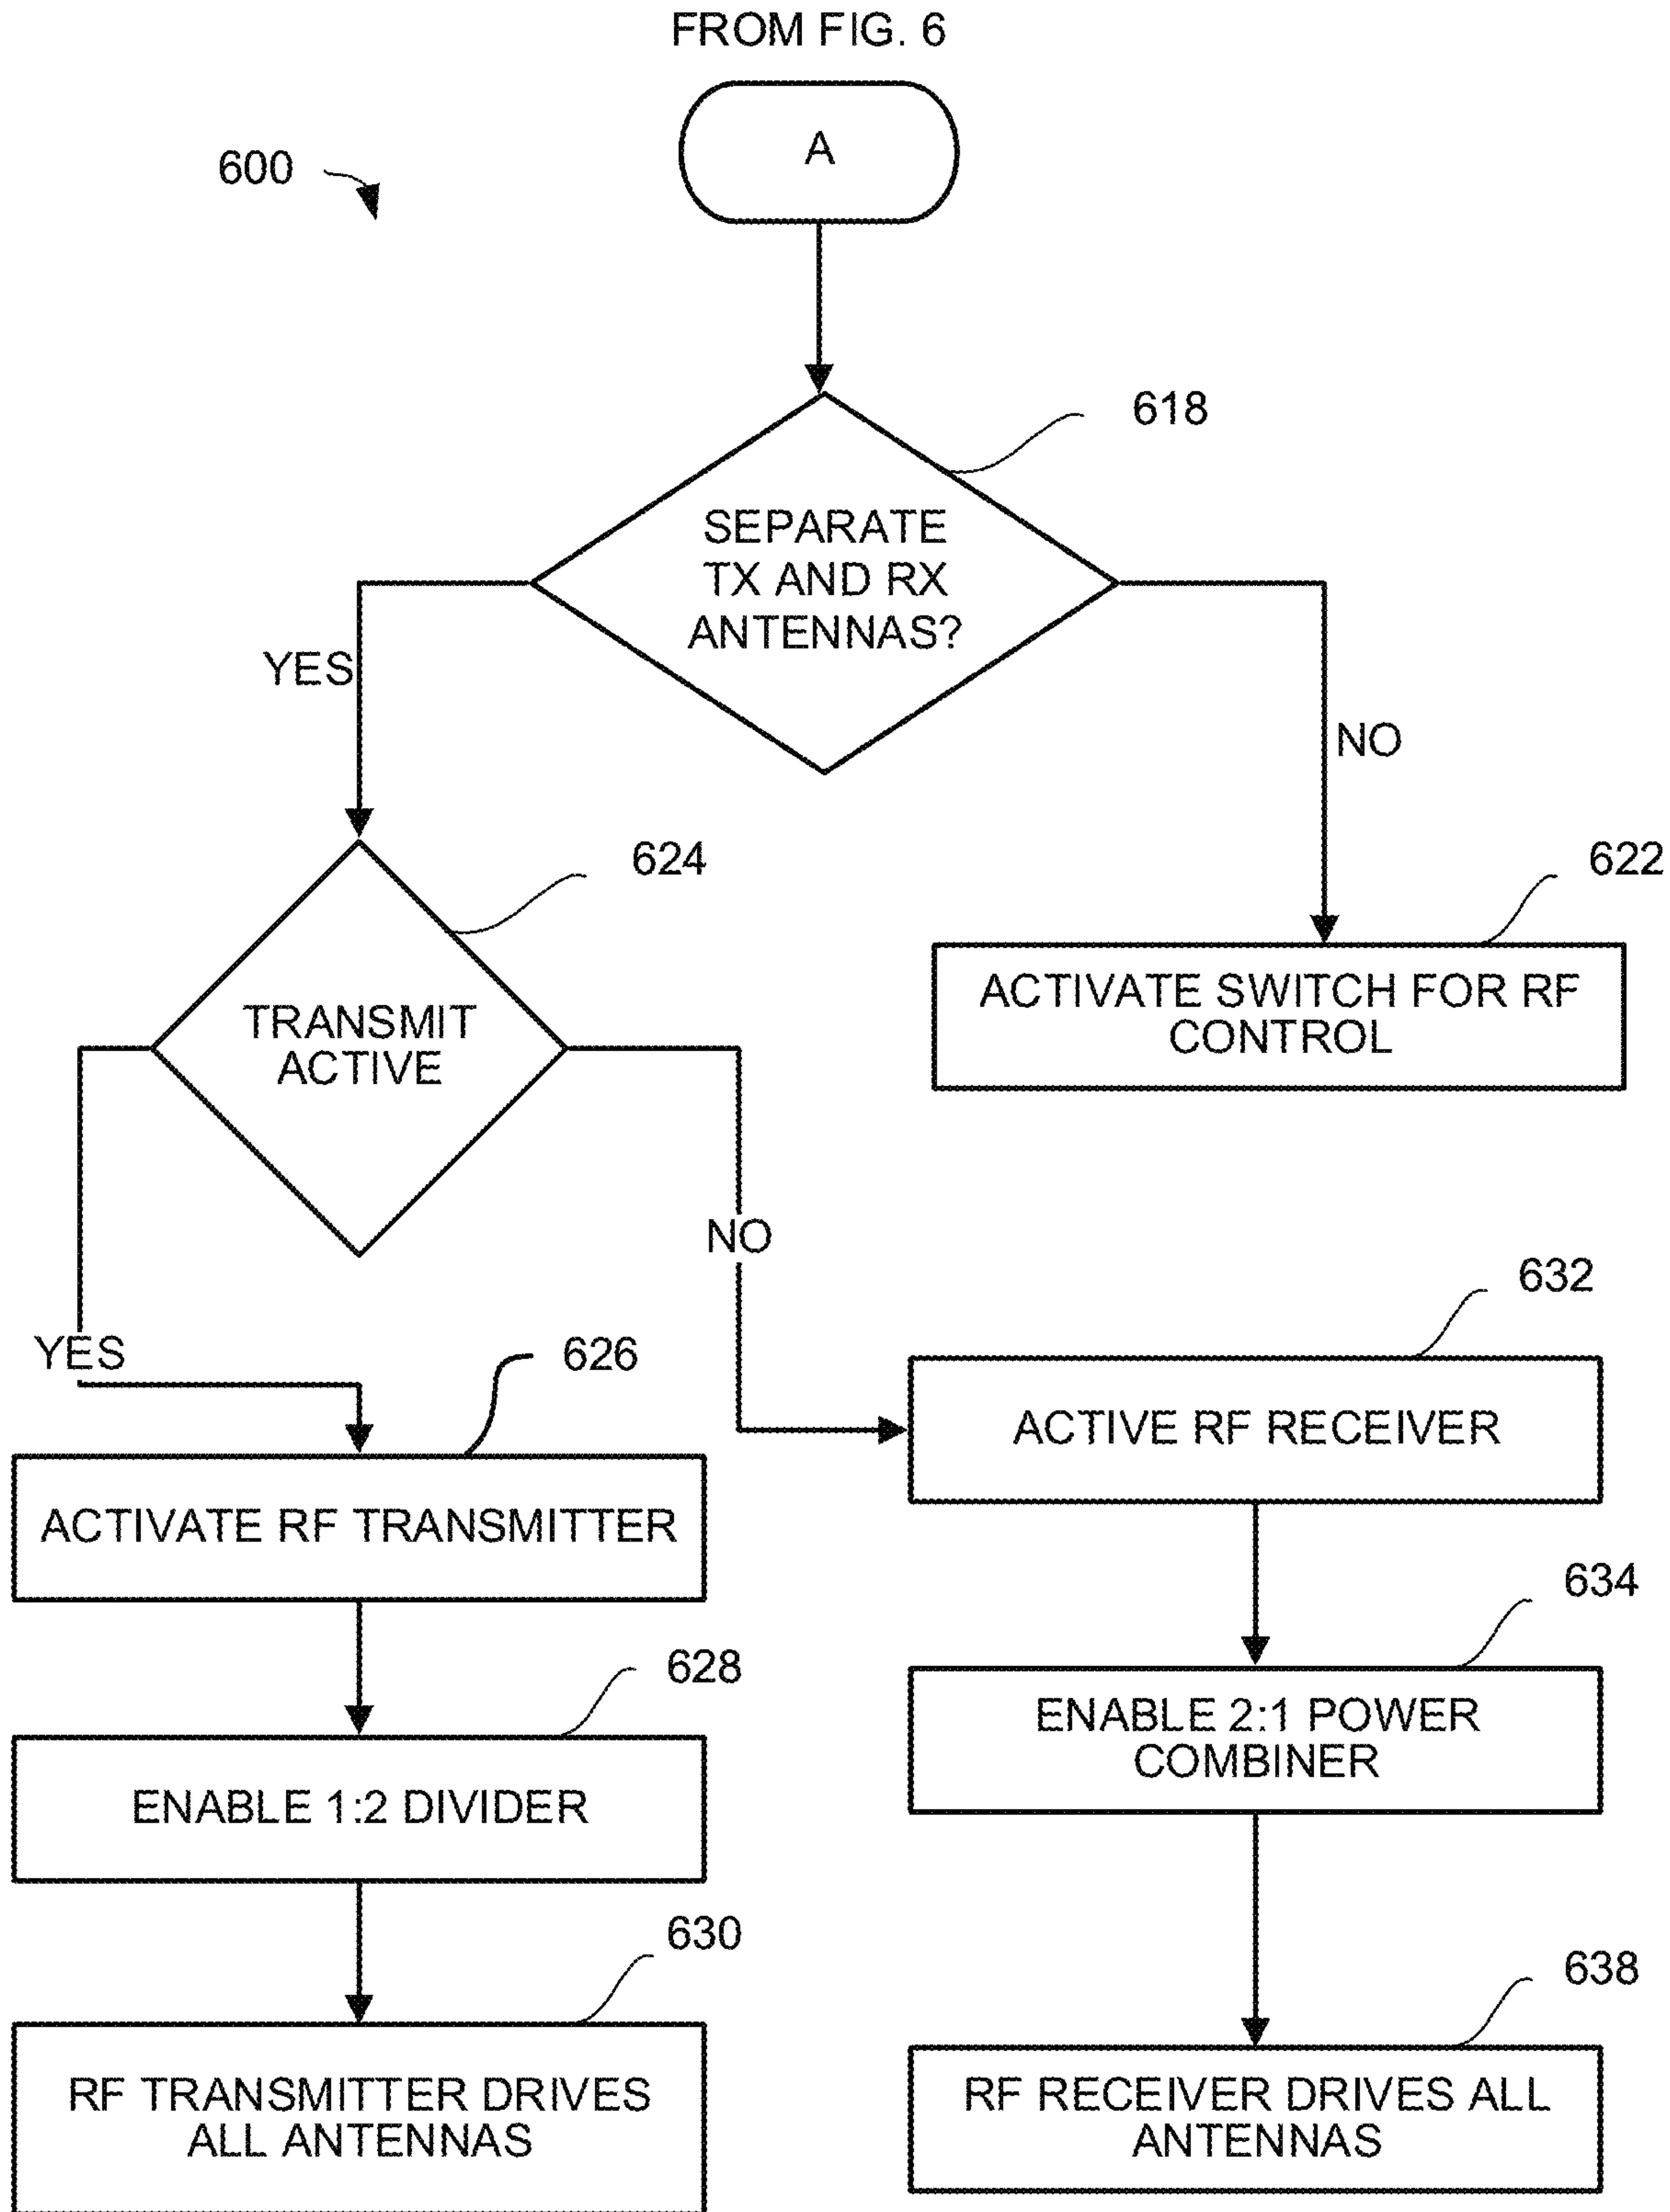 FROM FIG. 6
A
600
618
SEPARATE
TX AND RX
ANTENNAS?
YES
NO
624
622
TRANSMIT
ACTIVE
ACTIVATE SWITCH FOR RF
CONTROL
NO
YES
626
632
ACTIVATE RF TRANSMITTER
ACTIVE RF RECEIVER
628
634
ENABLE 1:2 DIVIDER
ENABLE 2:1 POWER
COMBINER
630
638
RF TRANSMITTER DRIVES
ALL ANTENNAS
RF RECEIVER DRIVES ALL
ANTENNAS